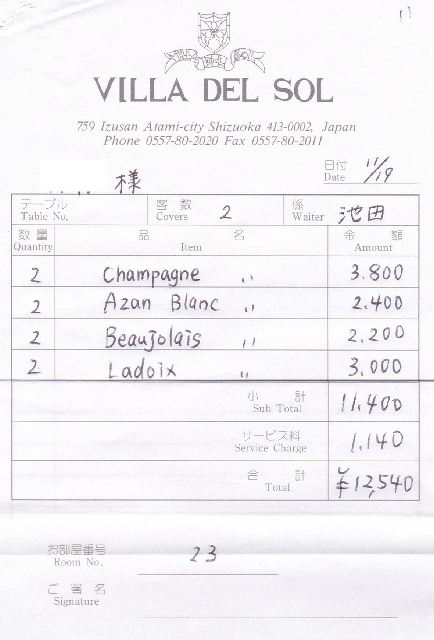 VILLA DEL SOL
VILLA DEL SOL
759 Izusan Atami-city Shizuoka 413-0002, Japan
Phone 0557-80-2020 Fax 0557-80-2011
日付 Date 11/19
様
テーブル Table No. 客数 Covers 2 係 Waiter 池田
数量 Quantity 品名 Item 金額 Amount
2 Champagne 〃 3.800
2 Azan Blanc 〃 2.400
2 Beaujolais 〃 2.200
2 Ladoix 〃 3.000
小計 Sub Total 11,400
サービス料 Service Charge 1,140
合計 Total ¥12,540
お部屋番号 Room No. 23
ご署名 Signature